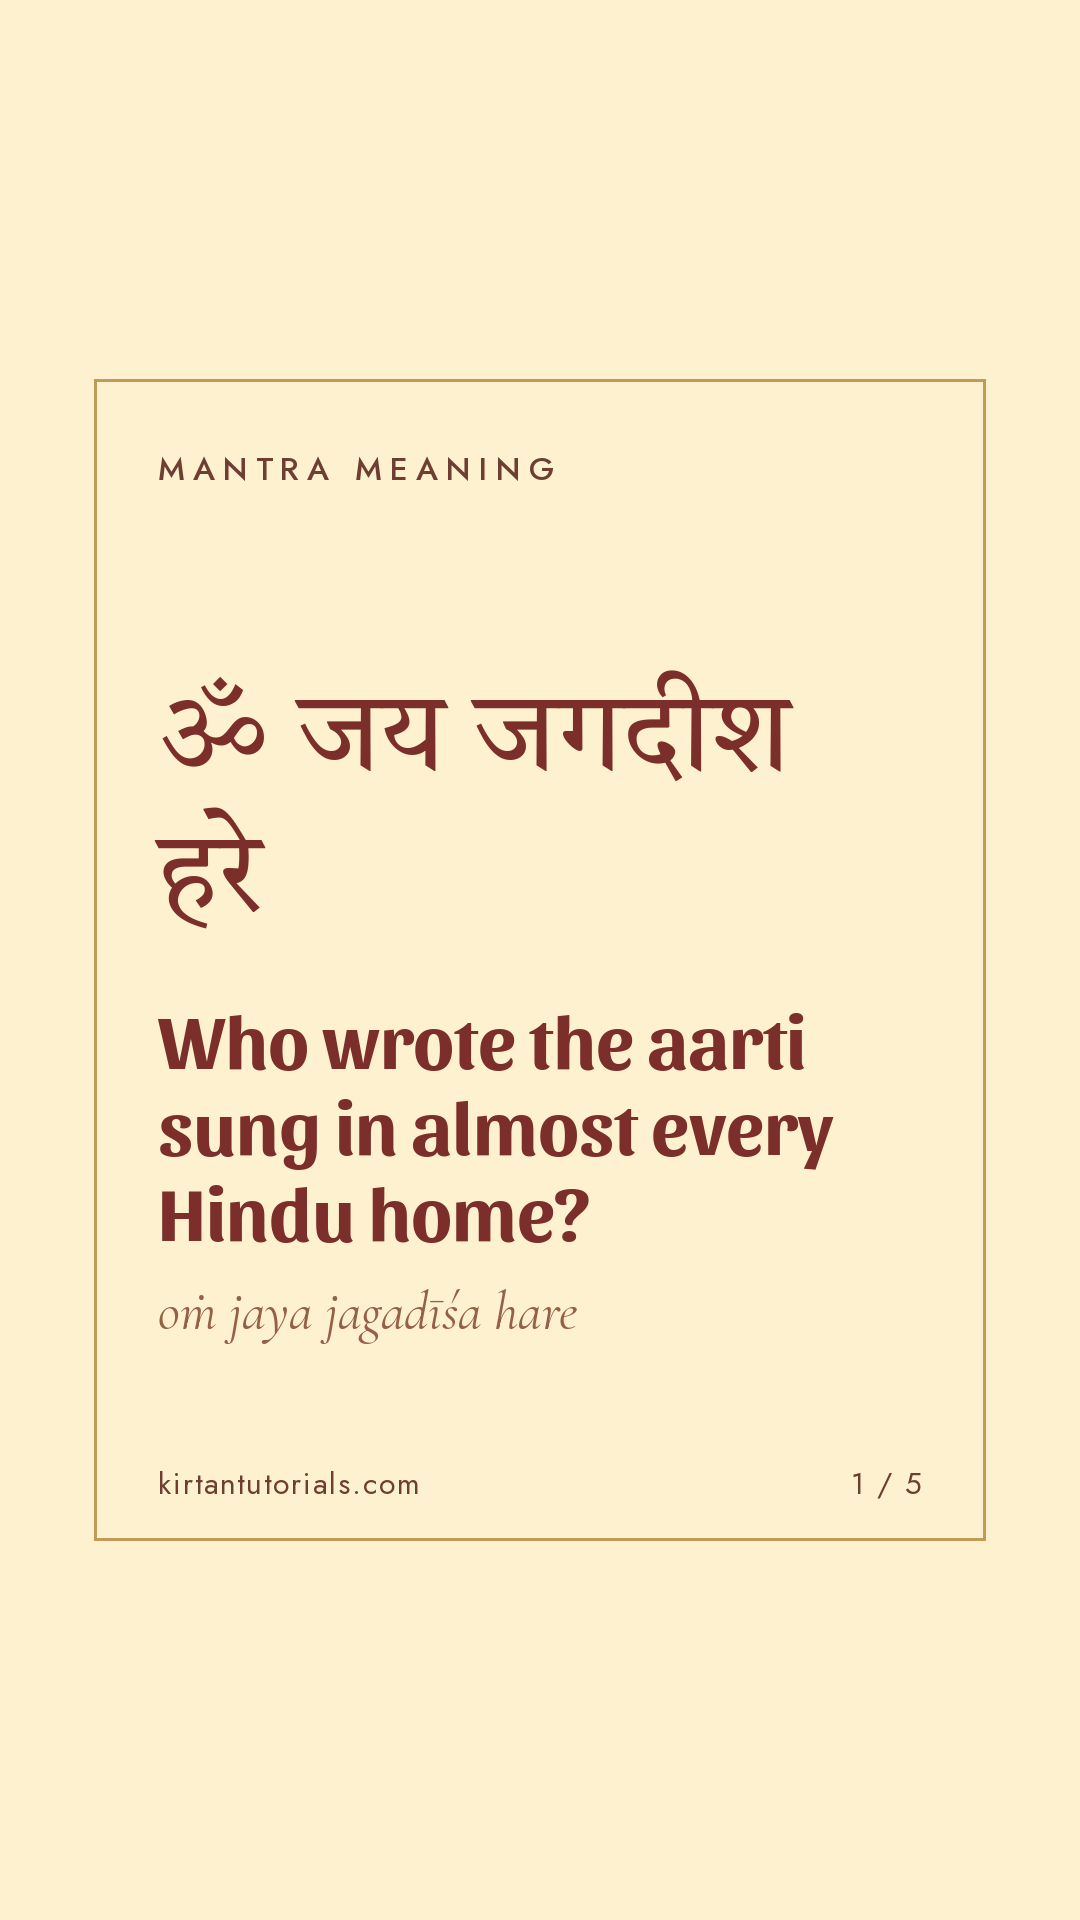 MANTRA MEANING
ॐ जय जगदीश
हरे
Who wrote the aarti
sung in almost every
Hindu home?
oṁ jaya jagadīśa hare
kirtantutorials.com
1 / 5